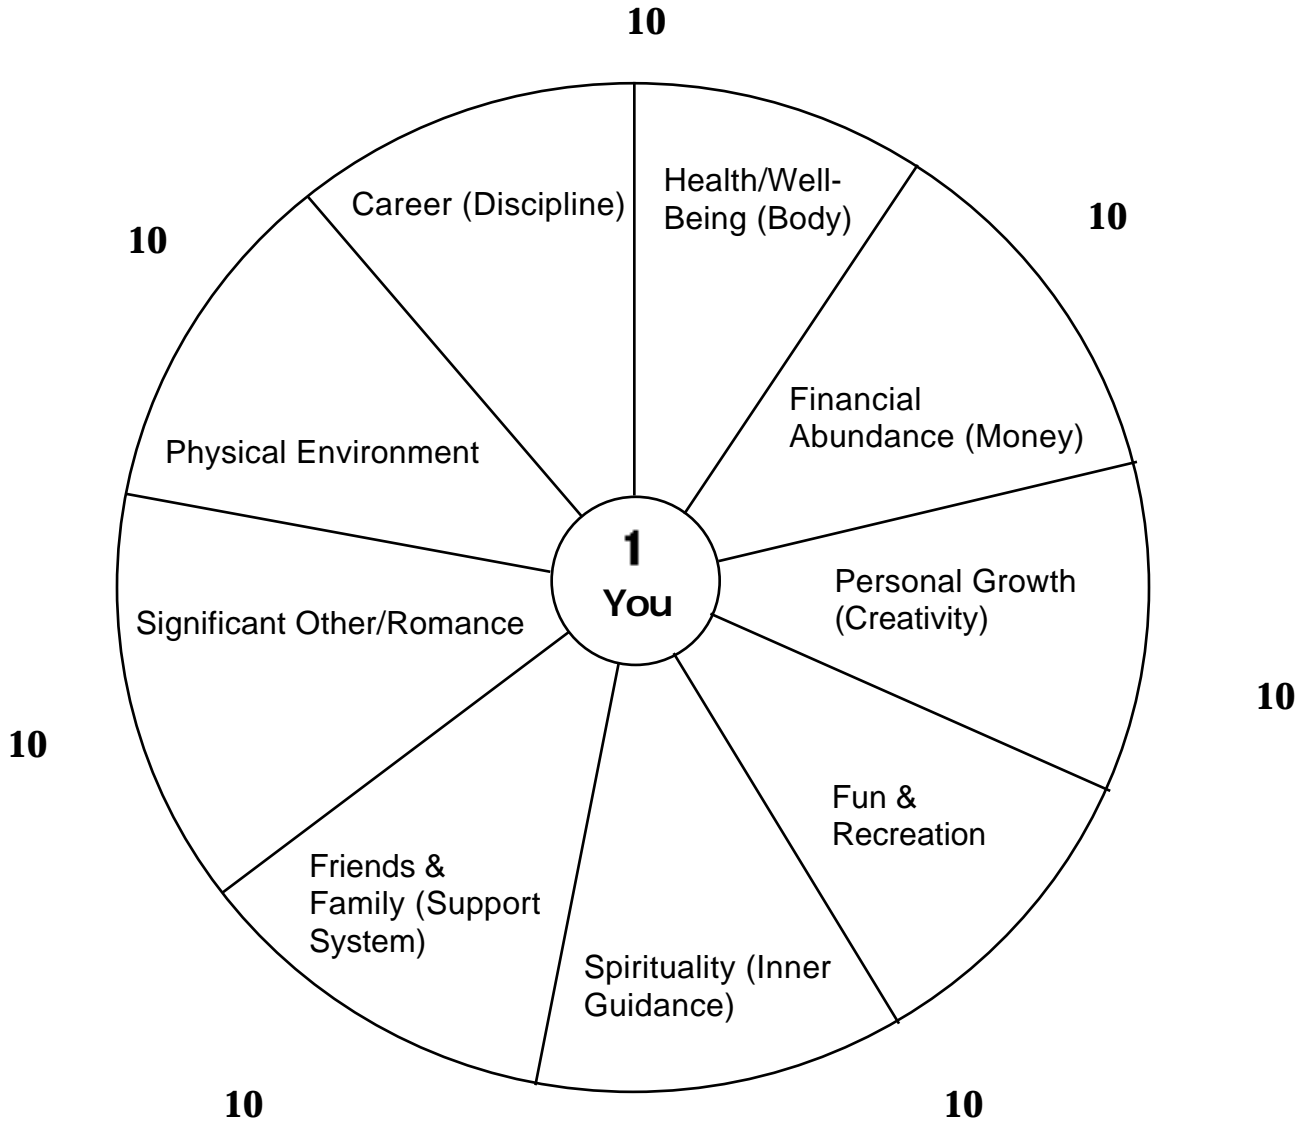 10
Career (Discipline)
Health/Well-
Being (Body)
10
10
Financial
Abundance (Money)
Physical Environment
1
You
Personal Growth
(Creativity)
Significant Other/Romance
10
10
Fun &
Recreation
Friends &
Family (Support
System)
Spirituality (Inner
Guidance)
10
10